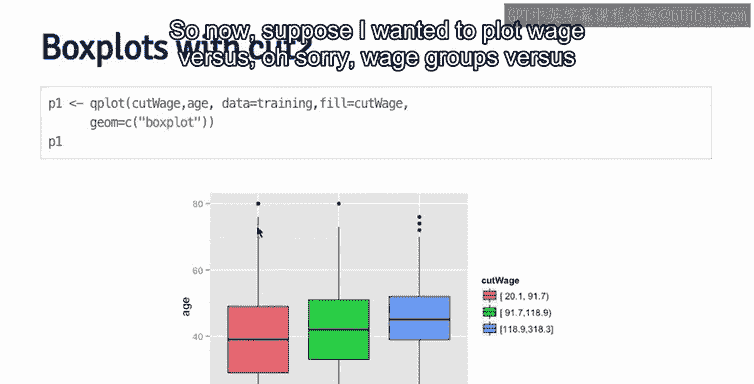 So now, suppose I wanted to plot wage
versus, oh sorry, wage groups versus
Boxplots with cut2
p1 <- qplot(cutWage,age, data=training,fill=cutWage,
geom=c("boxplot"))
p1
80
60
40
age
cutWage
[ 20.1, 91.7)
[ 91.7,118.9)
[118.9,318.3]